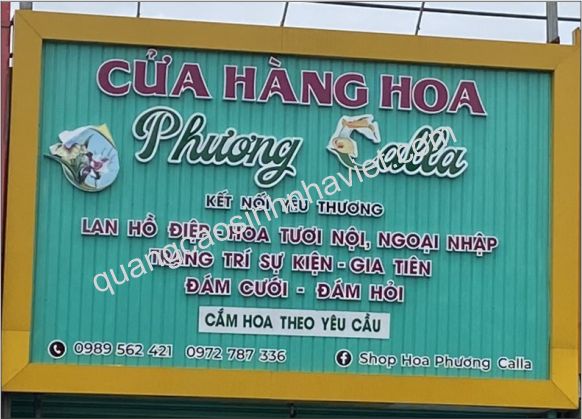 CỬA HÀNG HOA
Phương Calla
KẾT NỐI YÊU THƯƠNG
LAN HỒ ĐIỆP, HOA TƯƠI NỘI, NGOẠI NHẬP
TRANG TRÍ SỰ KIỆN - GIA TIÊN
ĐÁM CƯỚI - ĐÁM HỎI
CẮM HOA THEO YÊU CẦU
0989 562 421 0972 787 336 Shop Hoa Phương Calla
quangcaosinhnhaviet.com